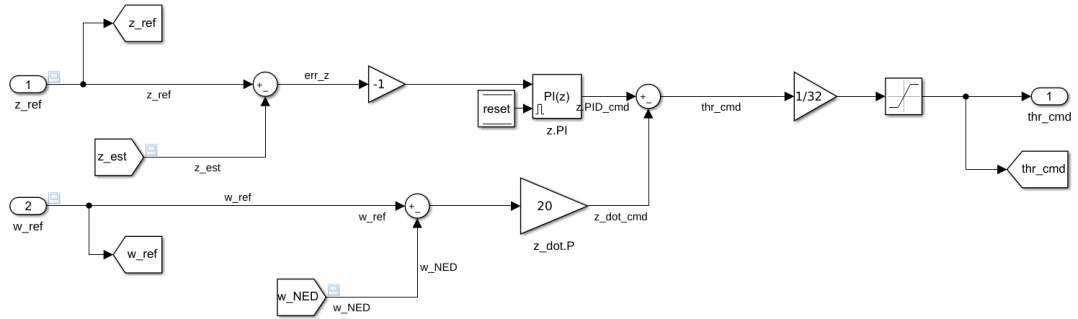 z_ref
1
z_ref
z_ref
+
−
err_z
-1
reset
PI(z)
z.PI
z.PID_cmd
+
−
thr_cmd
1/32
1
thr_cmd
thr_cmd
z_est
z_est
2
w_ref
w_ref
w_ref
w_ref
+
−
20
z_dot.P
z_dot_cmd
w_NED
w_NED
w_NED